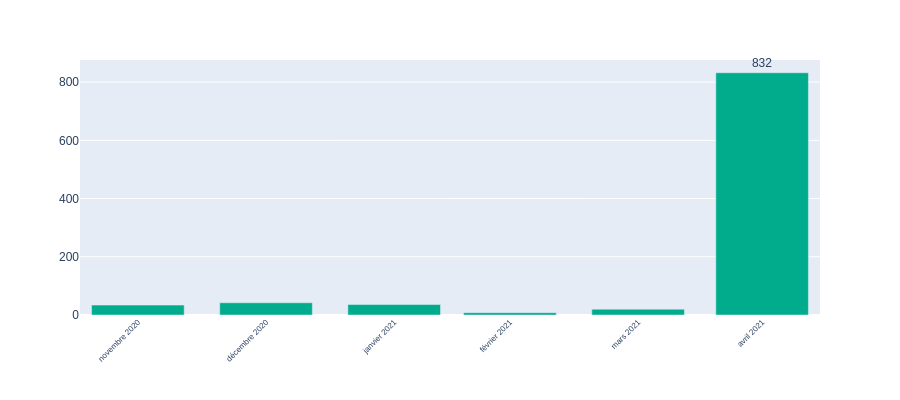 832
800
600
400
200
0
novembre 2020
décembre 2020
janvier 2021
février 2021
mars 2021
avril 2021